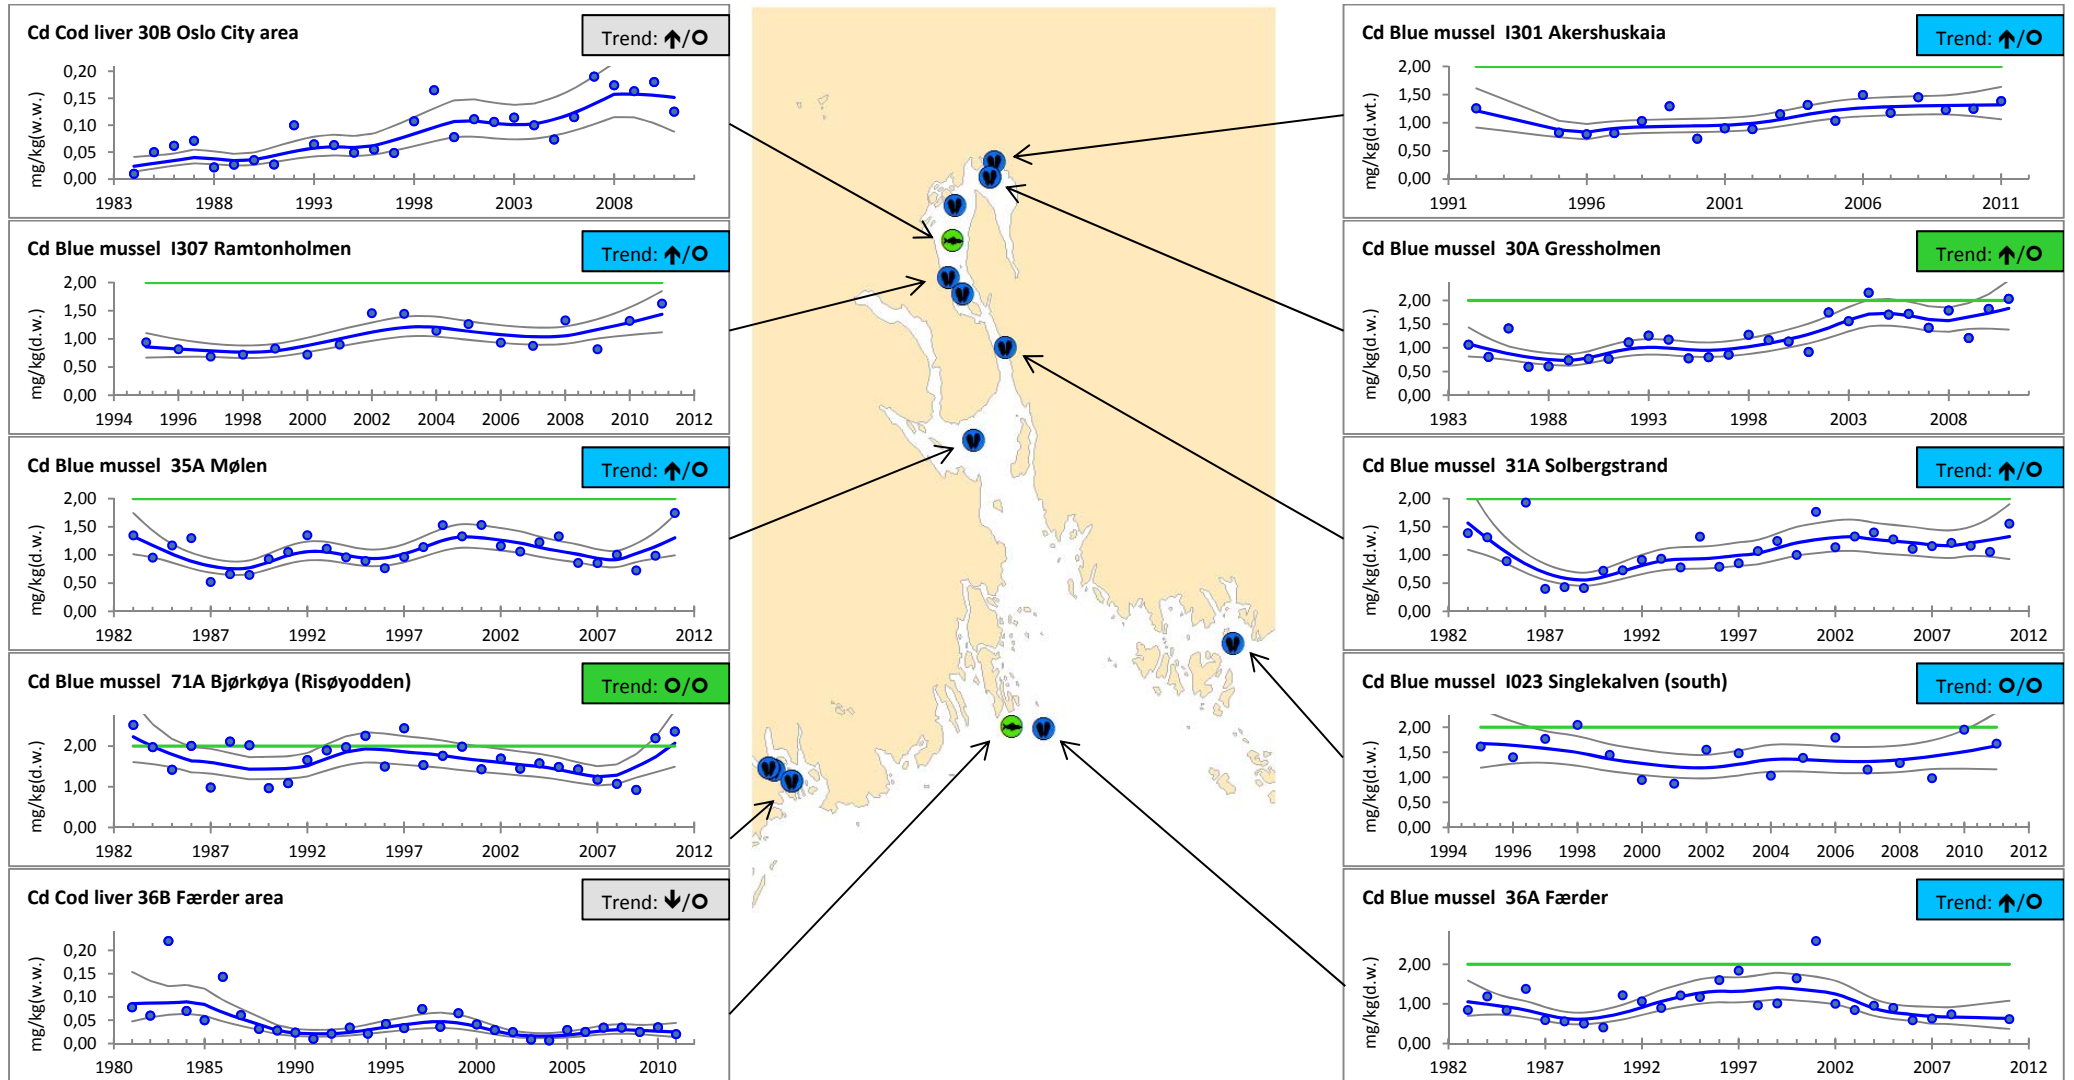 Cd Cod liver 30B Oslo City area
Trend: ↑/O
mg/kg(w.w.)
0,20
0,15
0,10
0,05
0,00
1983 1988 1993 1998 2003 2008
Cd Blue mussel I307 Ramtonholmen
Trend: ↑/O
mg/kg(d.w.)
2,00
1,50
1,00
0,50
0,00
1994 1996 1998 2000 2002 2004 2006 2008 2010 2012
Cd Blue mussel 35A Mølen
Trend: ↑/O
mg/kg(d.w.)
2,00
1,50
1,00
0,50
0,00
1982 1987 1992 1997 2002 2007 2012
Cd Blue mussel 71A Bjørkøya (Risøyodden)
Trend: O/O
mg/kg(d.w.)
2,00
1,00
0,00
1982 1987 1992 1997 2002 2007 2012
Cd Cod liver 36B Færder area
Trend: ↓/O
mg/kg(w.w.)
0,20
0,15
0,10
0,05
0,00
1980 1985 1990 1995 2000 2005 2010
Cd Blue mussel I301 Akershuskaia
Trend: ↑/O
mg/kg(d.wt.)
2,00
1,50
1,00
0,50
0,00
1991 1996 2001 2006 2011
Cd Blue mussel 30A Gressholmen
Trend: ↑/O
mg/kg(d.w.)
2,00
1,50
1,00
0,50
0,00
1983 1988 1993 1998 2003 2008
Cd Blue mussel 31A Solbergstrand
Trend: ↑/O
mg/kg(d.w.)
2,00
1,50
1,00
0,50
0,00
1982 1987 1992 1997 2002 2007 2012
Cd Blue mussel I023 Singlekalven (south)
Trend: O/O
mg/kg(d.w.)
2,00
1,50
1,00
0,50
0,00
1994 1996 1998 2000 2002 2004 2006 2008 2010 2012
Cd Blue mussel 36A Færder
Trend: ↑/O
mg/kg(d.w.)
2,00
1,00
0,00
1982 1987 1992 1997 2002 2007 2012